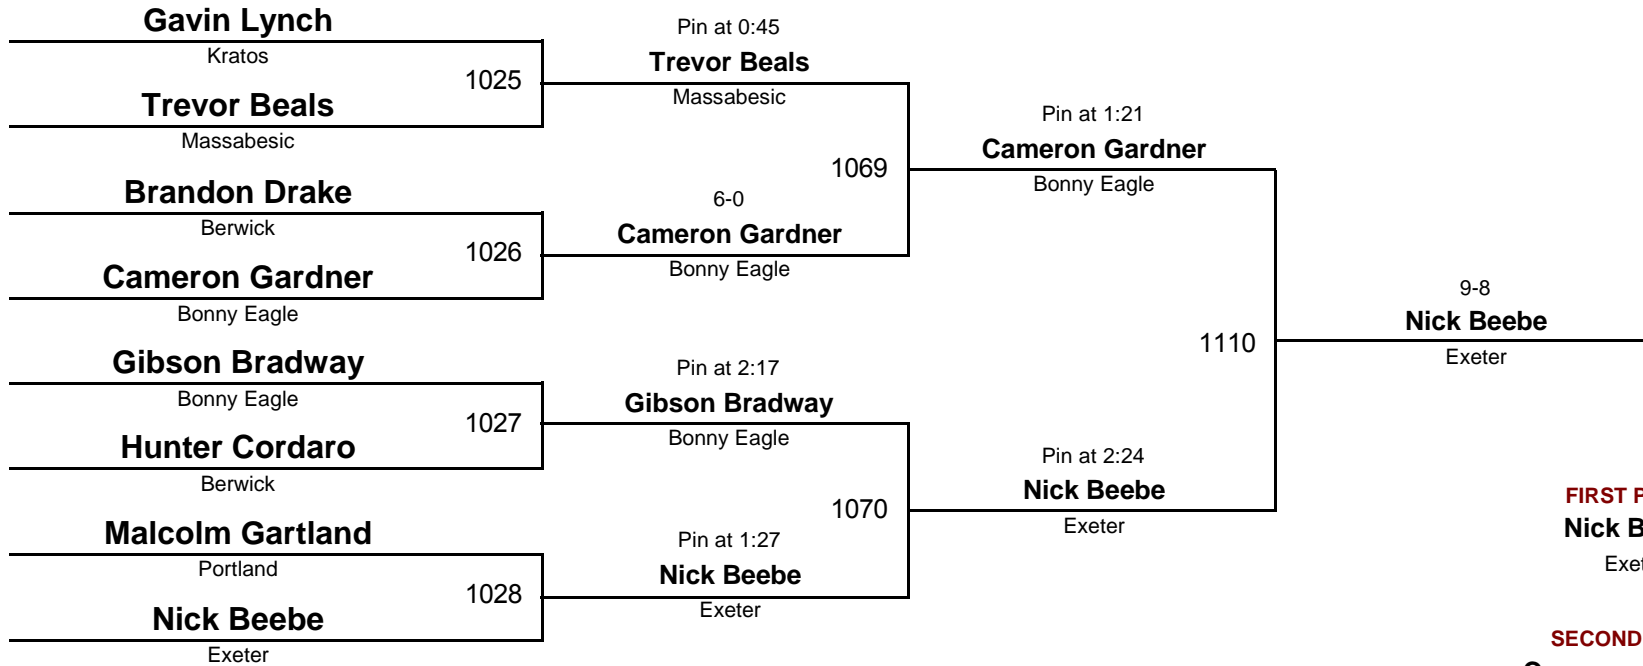 Gavin Lynch
Kratos
1025
Trevor Beals
Massabesic
Brandon Drake
Berwick
1026
Cameron Gardner
Bonny Eagle
Gibson Bradway
Bonny Eagle
1027
Hunter Cordaro
Berwick
Malcolm Gartland
Portland
1028
Nick Beebe
Exeter
Pin at 0:45
Trevor Beals
Massabesic
1069
6-0
Cameron Gardner
Bonny Eagle
Pin at 2:17
Gibson Bradway
Bonny Eagle
1070
Pin at 1:27
Nick Beebe
Exeter
Pin at 1:21
Cameron Gardner
Bonny Eagle
1110
Pin at 2:24
Nick Beebe
Exeter
9-8
Nick Beebe
Exeter
FIRST P
Nick B
Exet
SECOND